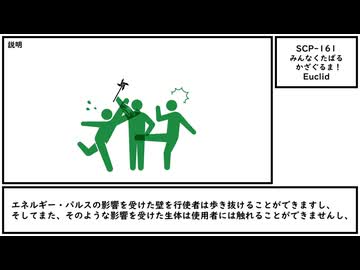 説明
SCP-161
みんなくたばる
かざぐるま！
Euclid
エネルギー・パルスの影響を受けた壁を行使者は歩き抜けることができますし、
そしてまた、そのような影響を受けた生体は使用者には触れることができませんし、